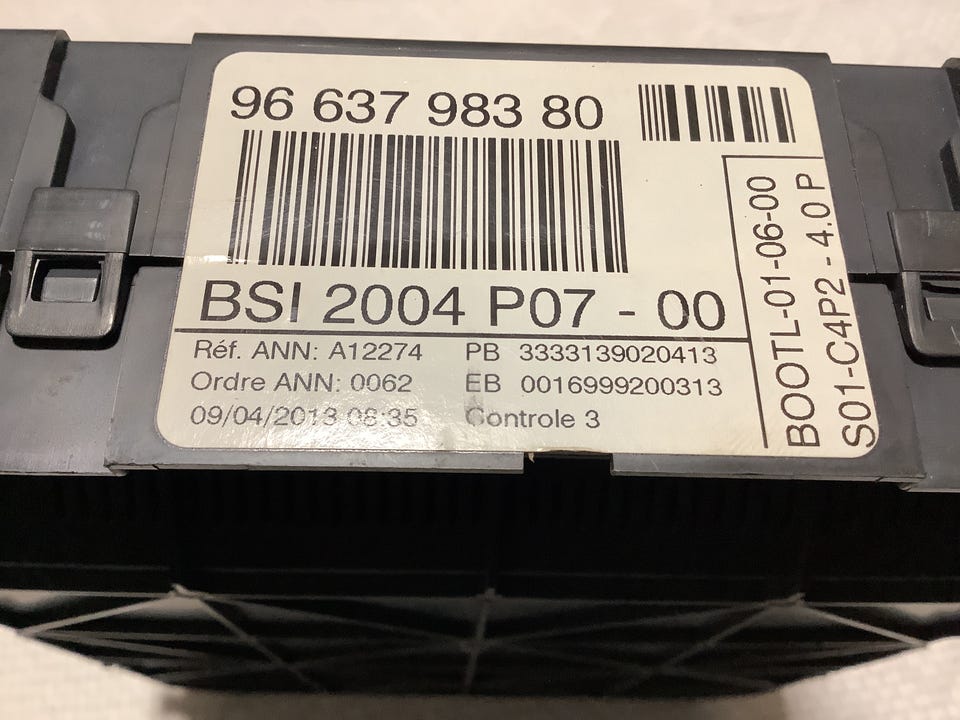 96 637 983 80
BSI 2004 P07 - 00
Réf. ANN: A12274 PB 3333139020413
Ordre ANN: 0062 EB 0016999200313
09/04/2013 08:35 Controle 3
BOOTL-01-06-00
S01-C4P2 - 4.0 P